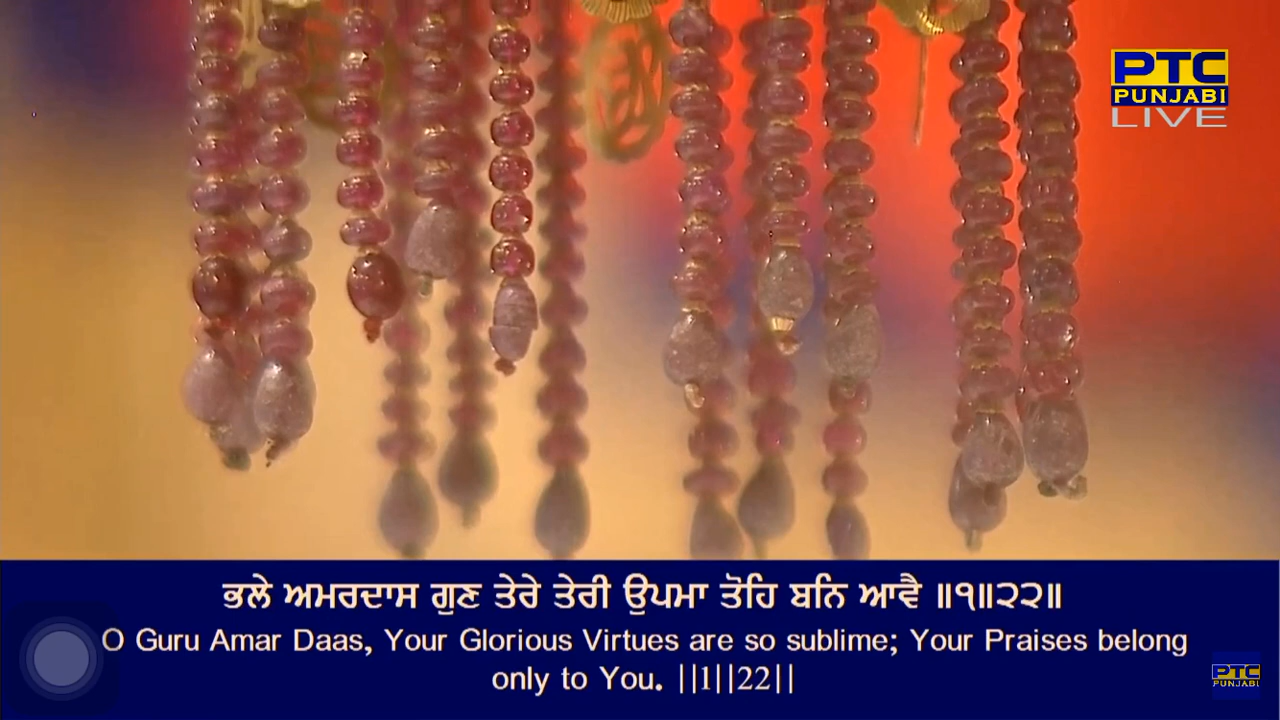 PTC
PUNJABI
LIVE
ਭਲੇ ਅਮਰਦਾਸ ਗੁਣ ਤੇਰੇ ਤੇਰੀ ਉਪਮਾ ਤੋਹਿ ਬਨਿ ਆਵੈ ॥੧॥੨੨॥
O Guru Amar Daas, Your Glorious Virtues are so sublime; Your Praises belong
only to You. ||1||22||
PTC
PUNJABI